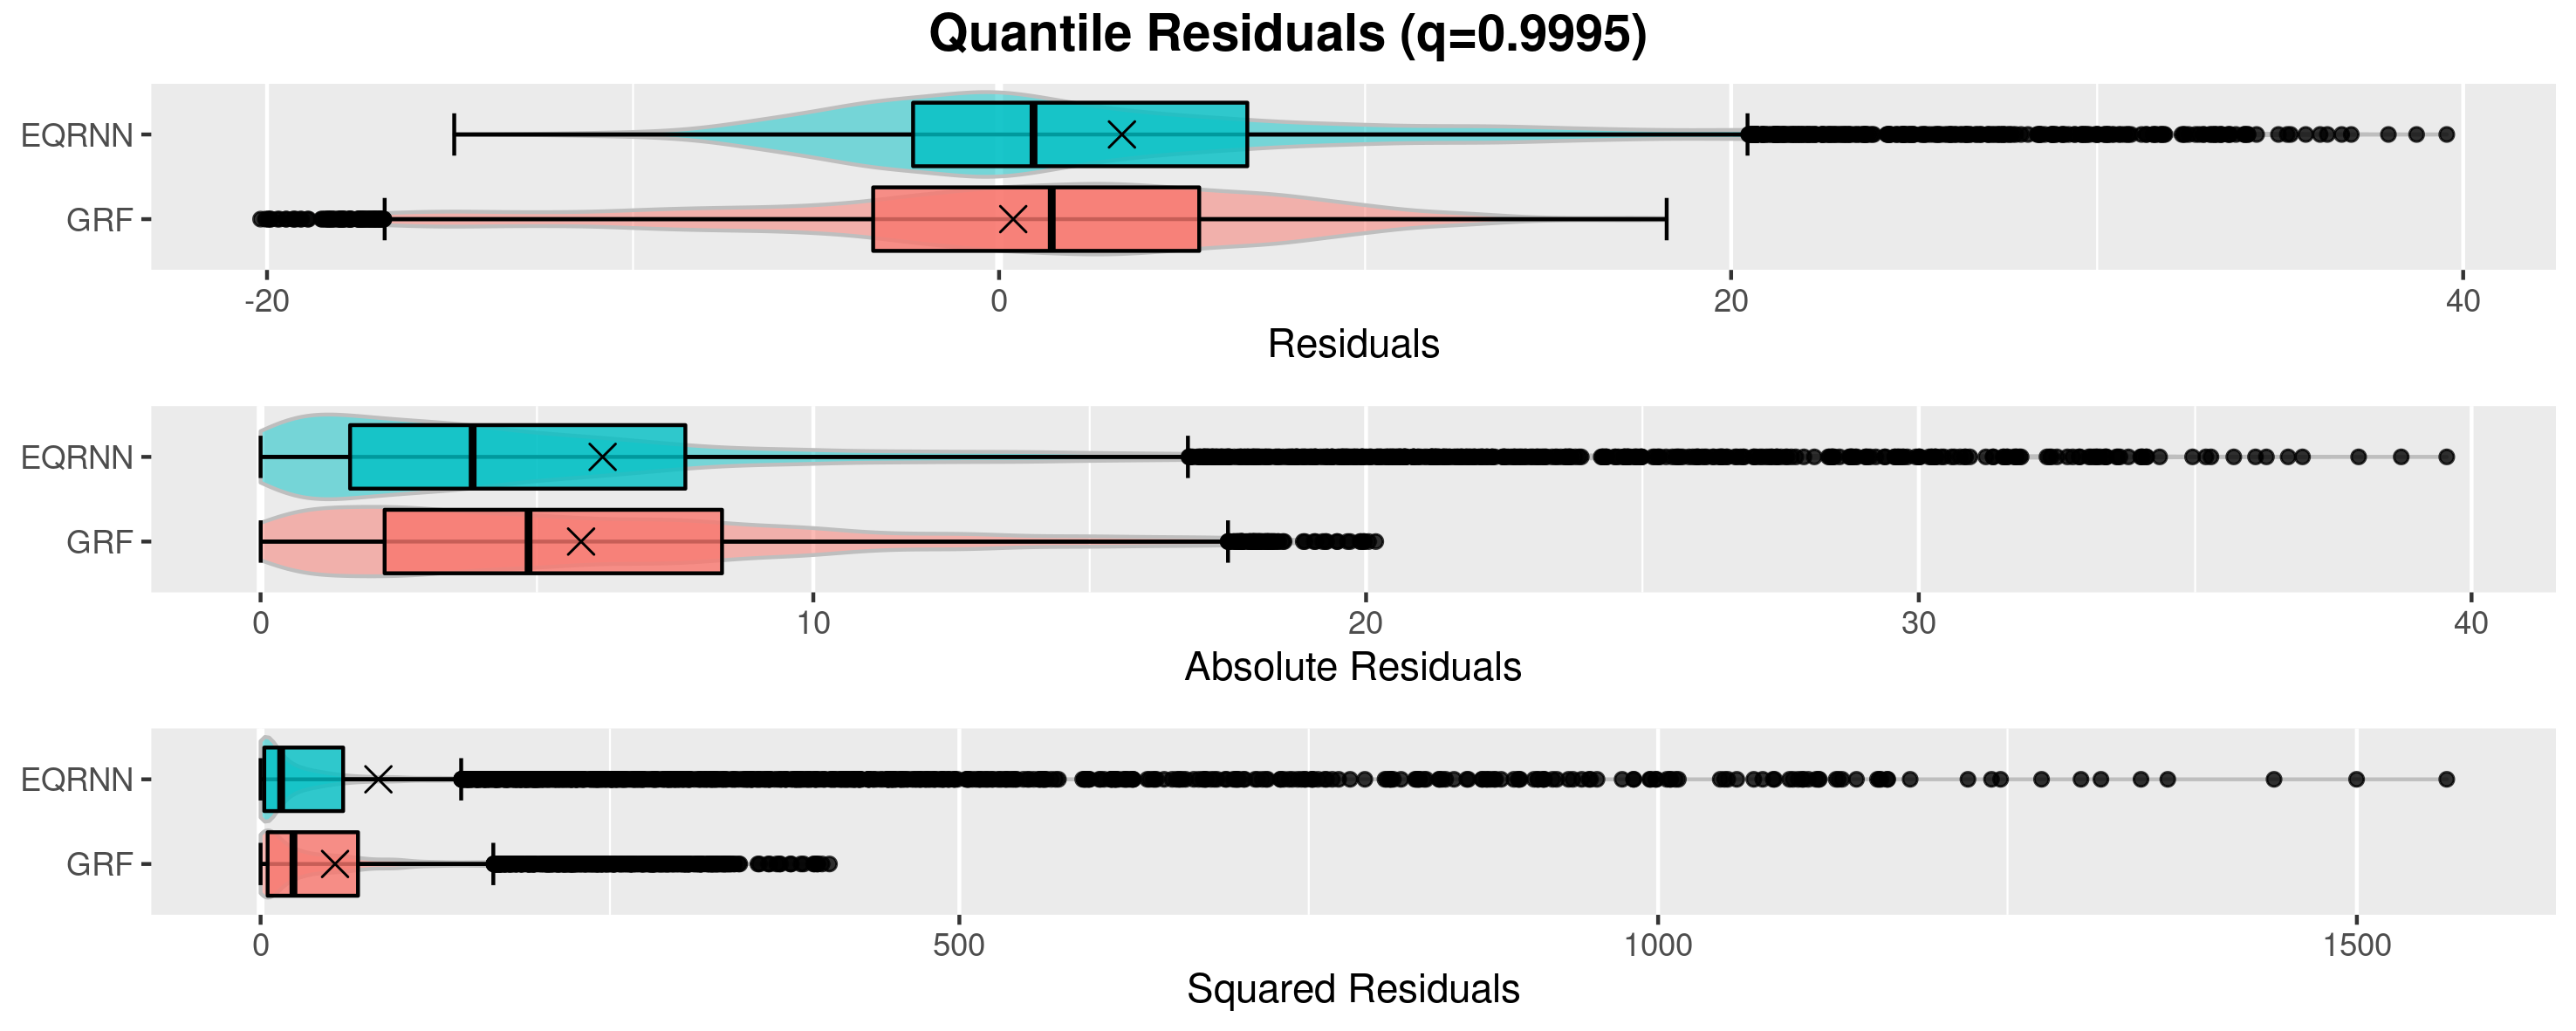 Quantile Residuals (q=0.9995)
EQRNN
GRF
-20 0 20 40
Residuals
EQRNN
GRF
0 10 20 30 40
Absolute Residuals
EQRNN
GRF
0 500 1000 1500
Squared Residuals